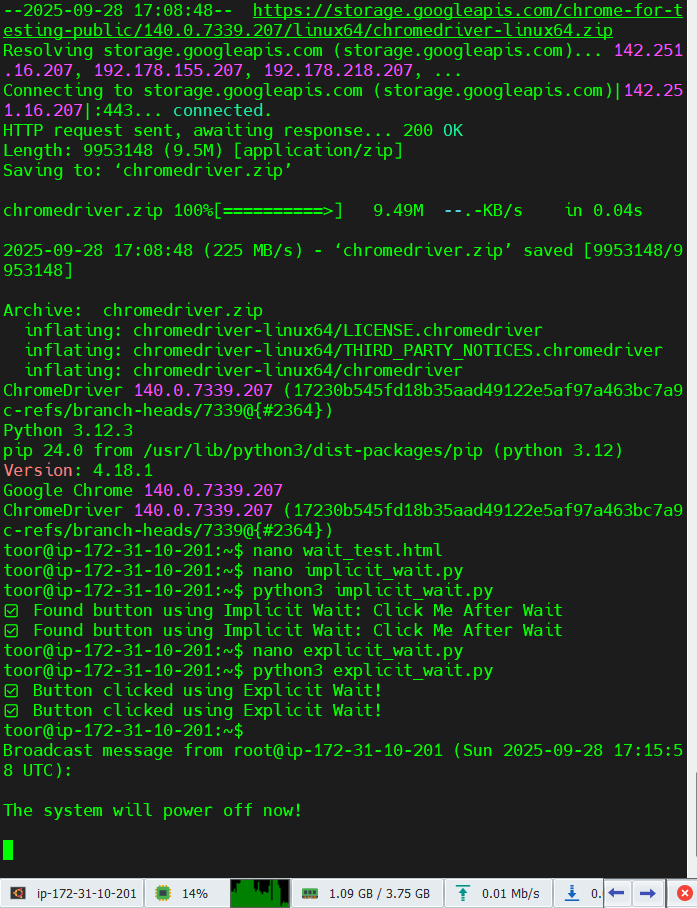 --2025-09-28 17:08:48--  https://storage.googleapis.com/chrome-for-t
esting-public/140.0.7339.207/linux64/chromedriver-linux64.zip
Resolving storage.googleapis.com (storage.googleapis.com)... 142.251
.16.207, 192.178.155.207, 192.178.218.207, ...
Connecting to storage.googleapis.com (storage.googleapis.com)|142.25
1.16.207|:443... connected.
HTTP request sent, awaiting response... 200 OK
Length: 9953148 (9.5M) [application/zip]
Saving to: ‘chromedriver.zip’
chromedriver.zip 100%[==========>]   9.49M  --.-KB/s    in 0.04s
2025-09-28 17:08:48 (225 MB/s) - ‘chromedriver.zip’ saved [9953148/9
953148]
Archive:  chromedriver.zip
  inflating: chromedriver-linux64/LICENSE.chromedriver
  inflating: chromedriver-linux64/THIRD_PARTY_NOTICES.chromedriver
  inflating: chromedriver-linux64/chromedriver
ChromeDriver 140.0.7339.207 (17230b545fd18b35aad49122e5af97a463bc7a9
c-refs/branch-heads/7339@{#2364})
Python 3.12.3
pip 24.0 from /usr/lib/python3/dist-packages/pip (python 3.12)
Version: 4.18.1
Google Chrome 140.0.7339.207
ChromeDriver 140.0.7339.207 (17230b545fd18b35aad49122e5af97a463bc7a9
c-refs/branch-heads/7339@{#2364})
toor@ip-172-31-10-201:~$ nano wait_test.html
toor@ip-172-31-10-201:~$ nano implicit_wait.py
toor@ip-172-31-10-201:~$ python3 implicit_wait.py
☑ Found button using Implicit Wait: Click Me After Wait
☑ Found button using Implicit Wait: Click Me After Wait
toor@ip-172-31-10-201:~$ nano explicit_wait.py
toor@ip-172-31-10-201:~$ python3 explicit_wait.py
☑ Button clicked using Explicit Wait!
☑ Button clicked using Explicit Wait!
toor@ip-172-31-10-201:~$
Broadcast message from root@ip-172-31-10-201 (Sun 2025-09-28 17:15:5
8 UTC):
The system will power off now!
ip-172-31-10-201 14% 1.09 GB / 3.75 GB 0.01 Mb/s 0.